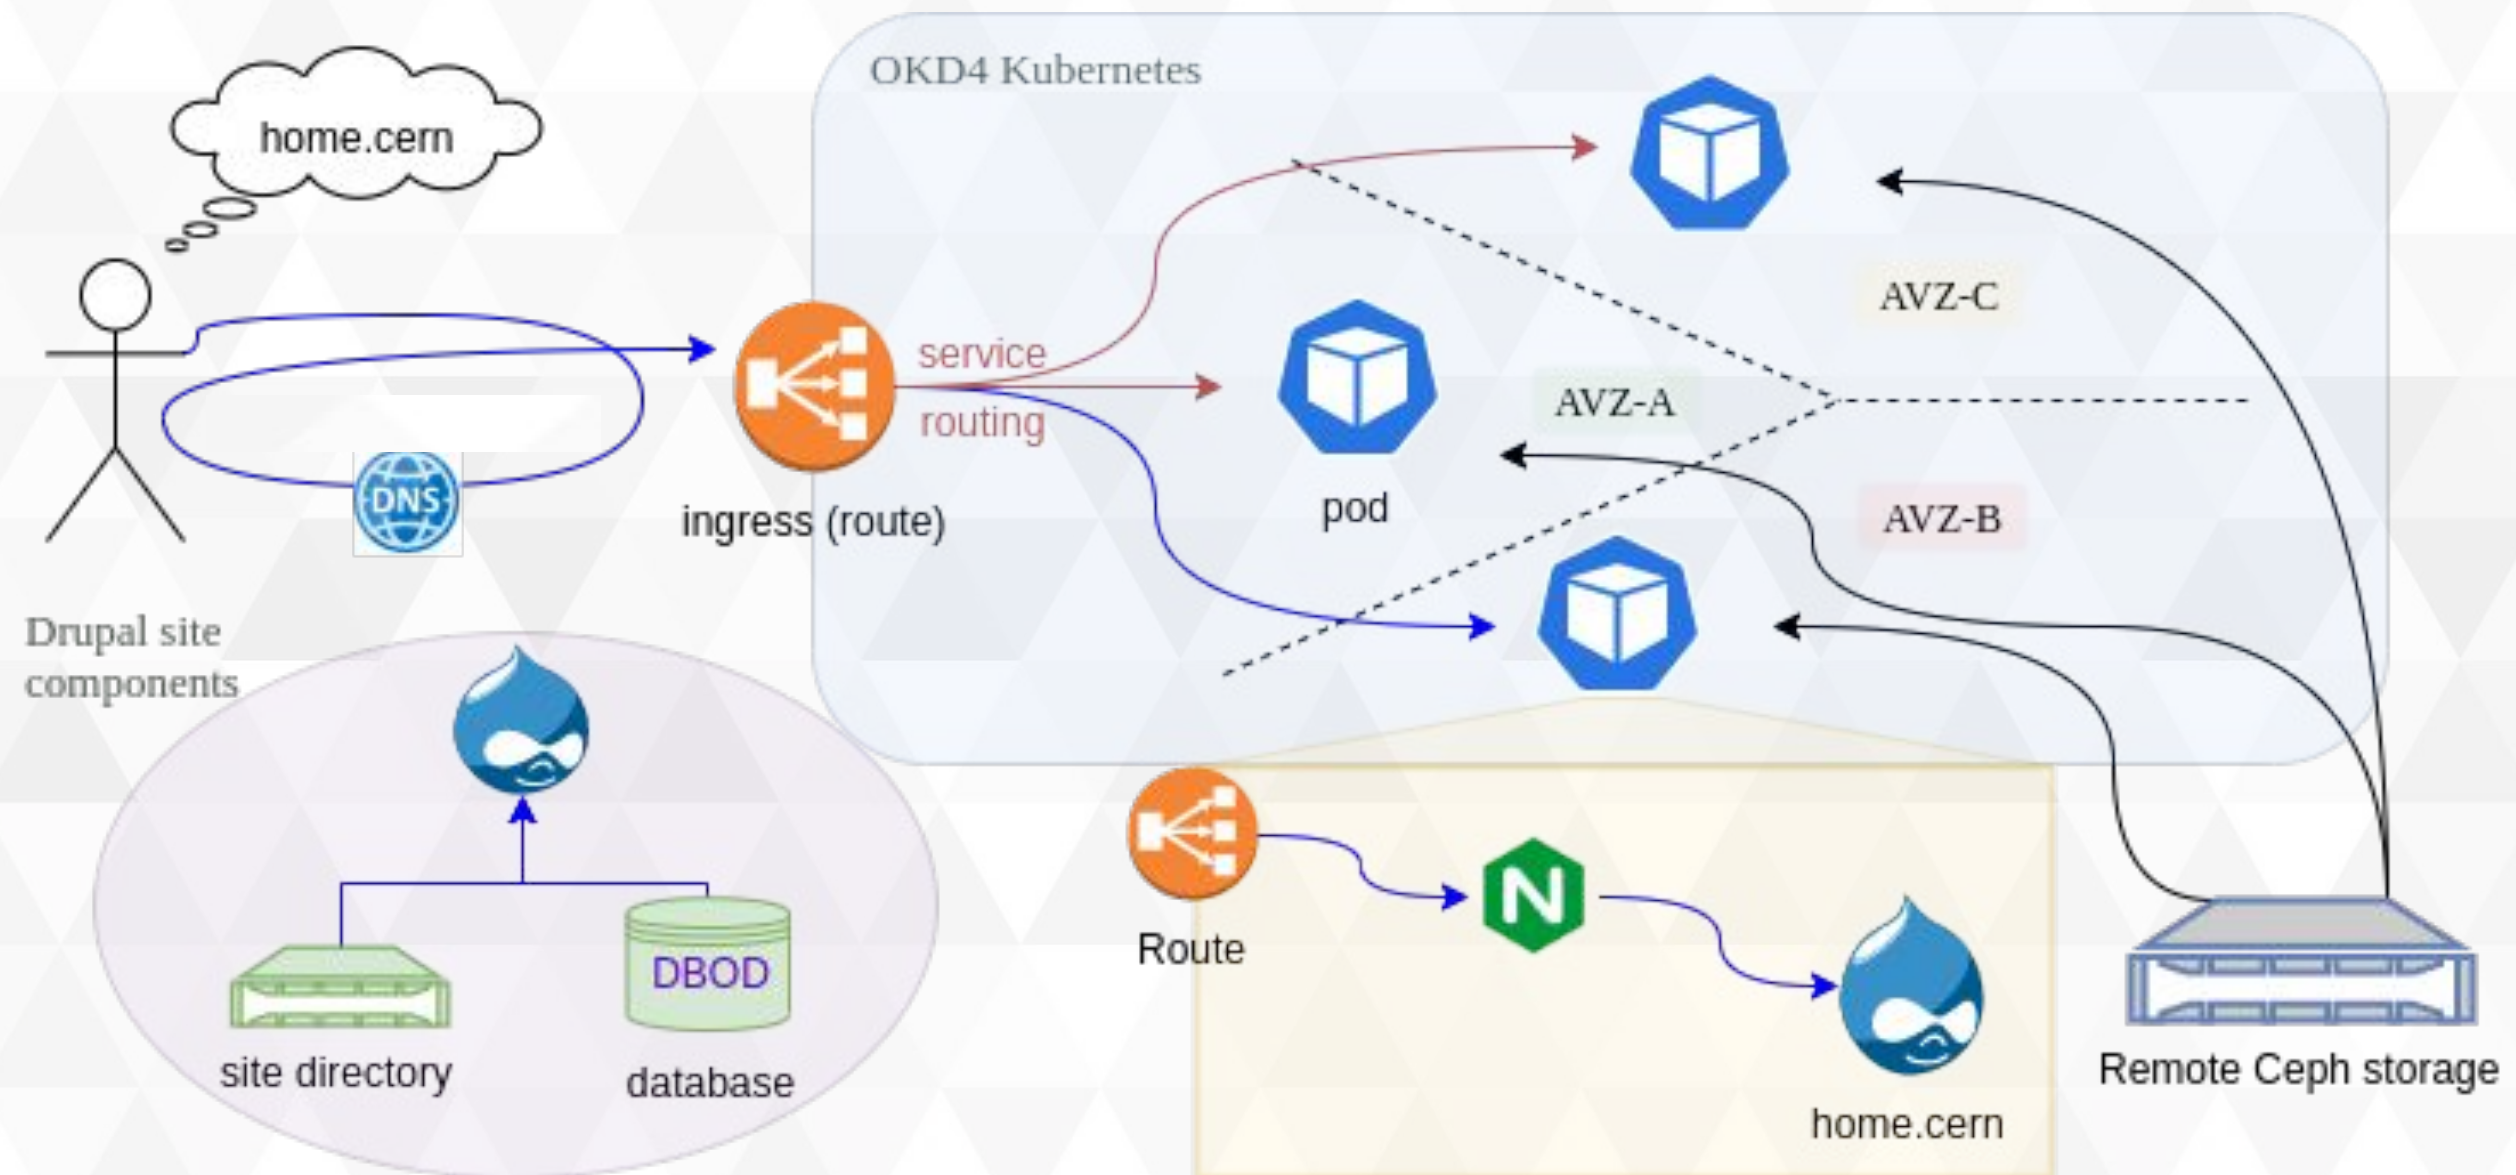 OKD4 Kubernetes
home.cern
AVZ-C
service
routing
AVZ-A
DNS
ingress (route)
pod
AVZ-B
Drupal site
components
DBOD
site directory
database
Route
N
home.cern
Remote Ceph storage